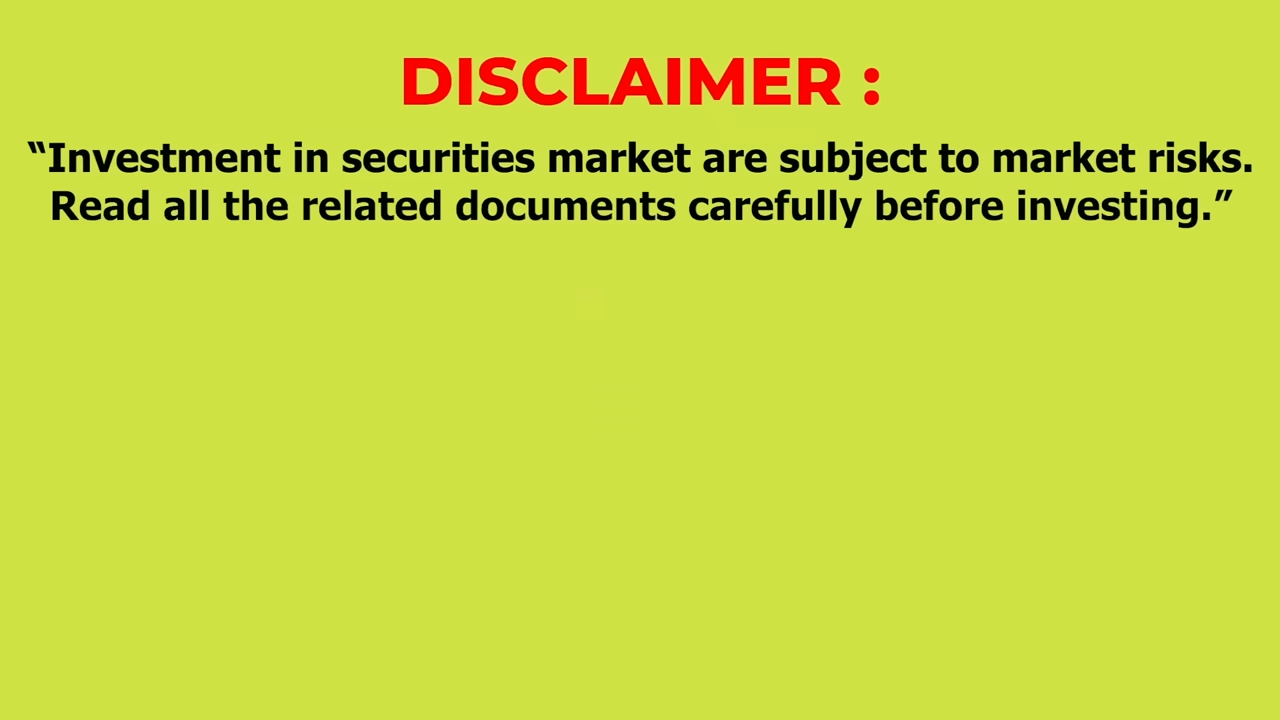 DISCLAIMER :
“Investment in securities market are subject to market risks.
Read all the related documents carefully before investing.”